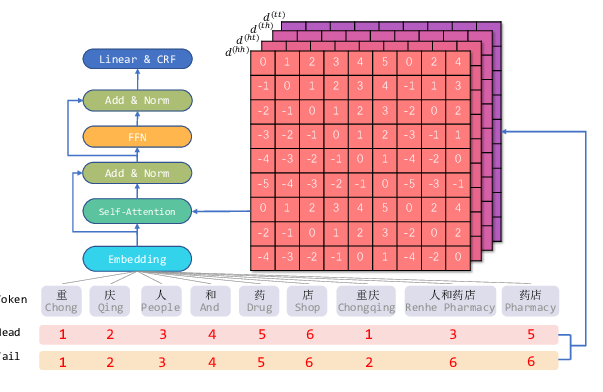 d(tt)
d(th)
d(ht)
d(hh)
Linear & CRF
Add & Norm
FFN
Add & Norm
Self-Attention
Embedding
0 1 2 3 4 5 0 2 4
-1 0 1 2 3 4 -1 1 3
-2 -1 0 1 2 3 -2 0 2
-3 -2 -1 0 1 2 -3 -1 1
-4 -3 -2 -1 0 1 -4 -2 0
-5 -4 -3 -2 -1 0 -5 -3 -1
0 1 2 3 4 5 0 2 4
-2 -1 0 1 2 3 -2 0 2
-4 -3 -2 -1 0 1 -4 -2 0
Token 重 庆 人 和 药 店 重庆 人和药店 药店
Chong Qing People And Drug Shop Chongqing Renhe Pharmacy Pharmacy
Head 1 2 3 4 5 6 1 3 5
Tail 1 2 3 4 5 6 2 6 6